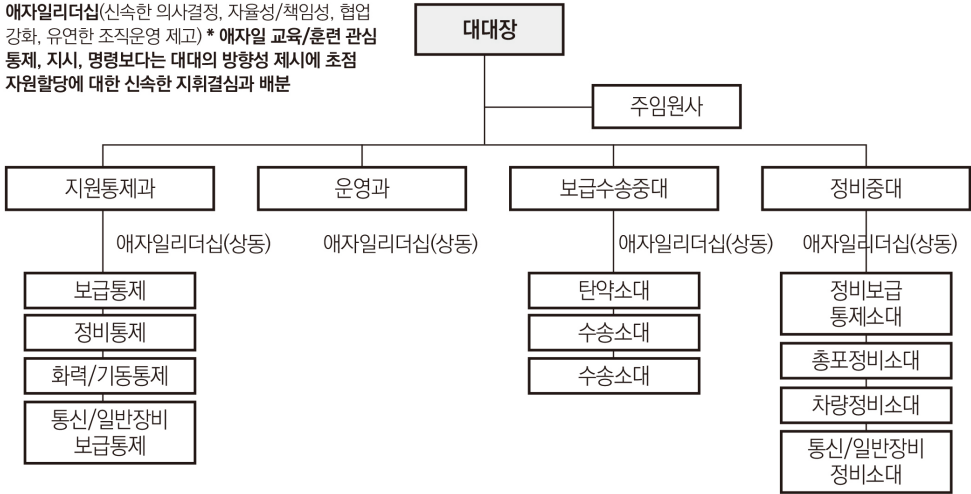 애자일리더십(신속한 의사결정, 자율성/책임성, 협업
강화, 유연한 조직운영 제고) * 애자일 교육/훈련 관심
통제, 지시, 명령보다는 대대의 방향성 제시에 초점
자원할당에 대한 신속한 지휘결심과 배분
대대장
주임원사
지원통제과
운영과
보급수송중대
정비중대
애자일리더십(상동)
애자일리더십(상동)
애자일리더십(상동)
애자일리더십(상동)
보급통제
정비통제
화력/기동통제
통신/일반장비
보급통제
탄약소대
수송소대
수송소대
정비보급
통제소대
총포정비소대
차량정비소대
통신/일반장비
정비소대